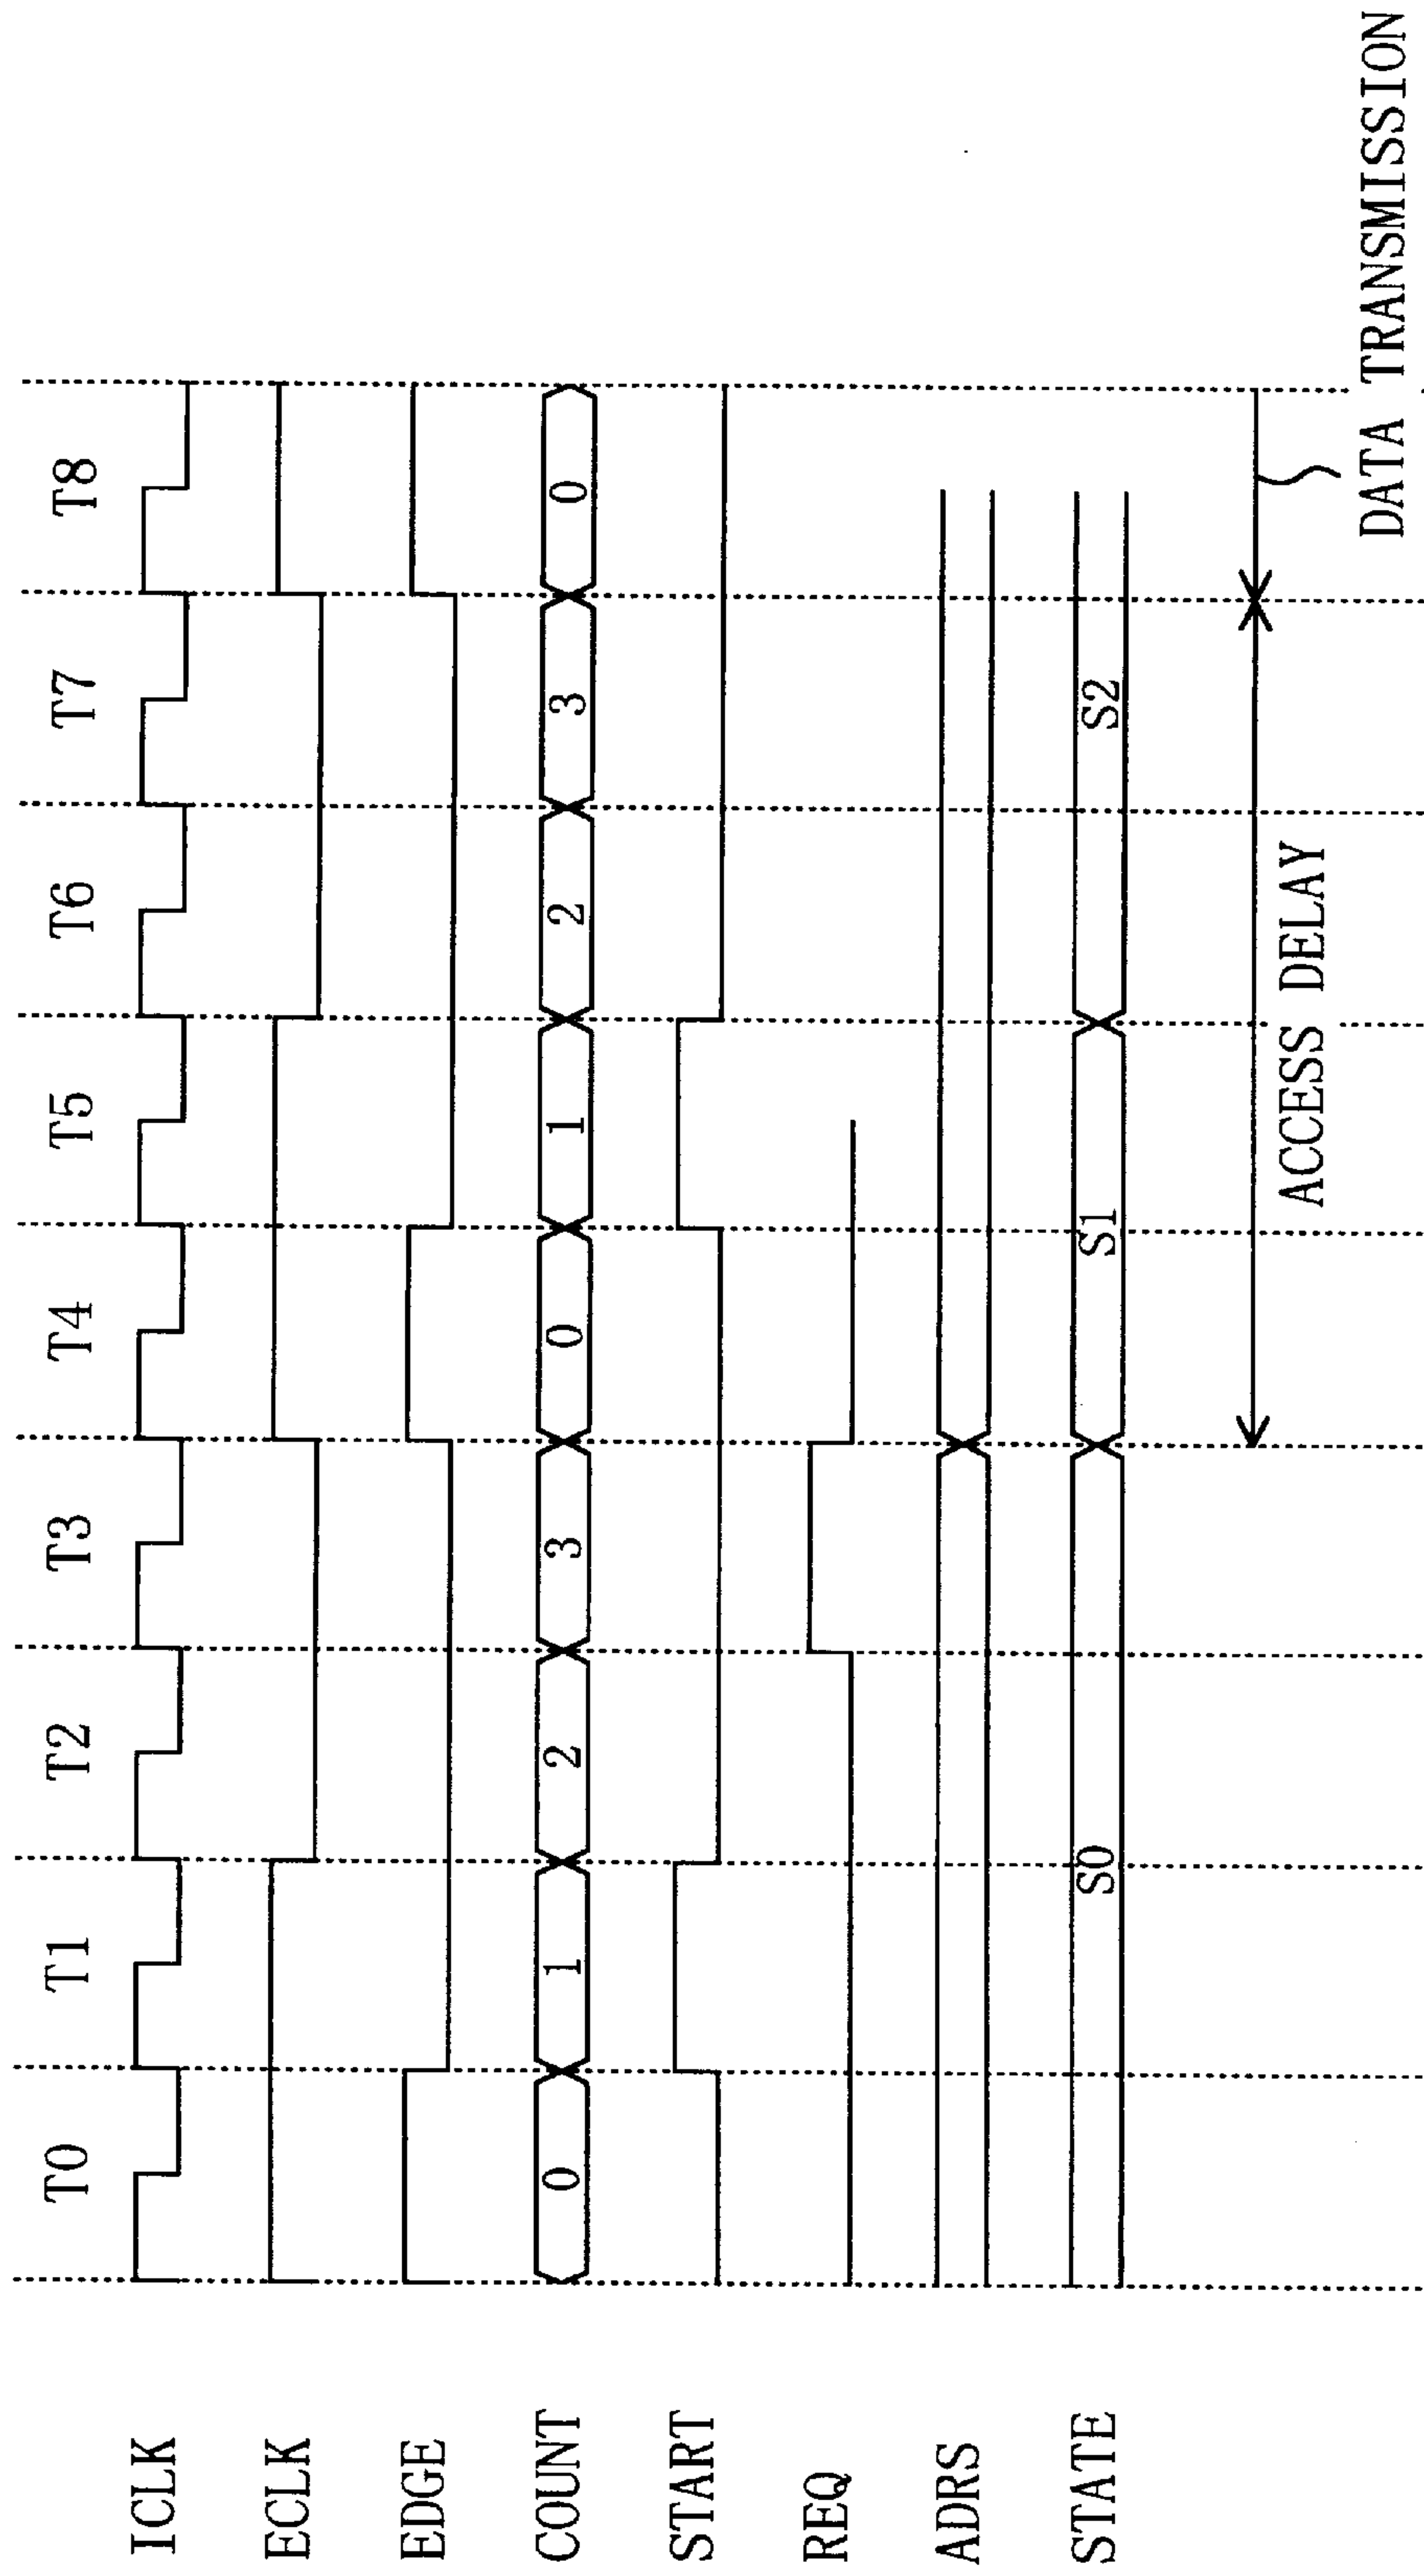 T0 T1 T2 T3 T4 T5 T6 T7 T8
ICLK
ECLK
EDGE
COUNT 0 1 2 3 0 1 2 3 0
START
REQ
ADRS
STATE S0 S1 S2
ACCESS DELAY
DATA TRANSMISSION